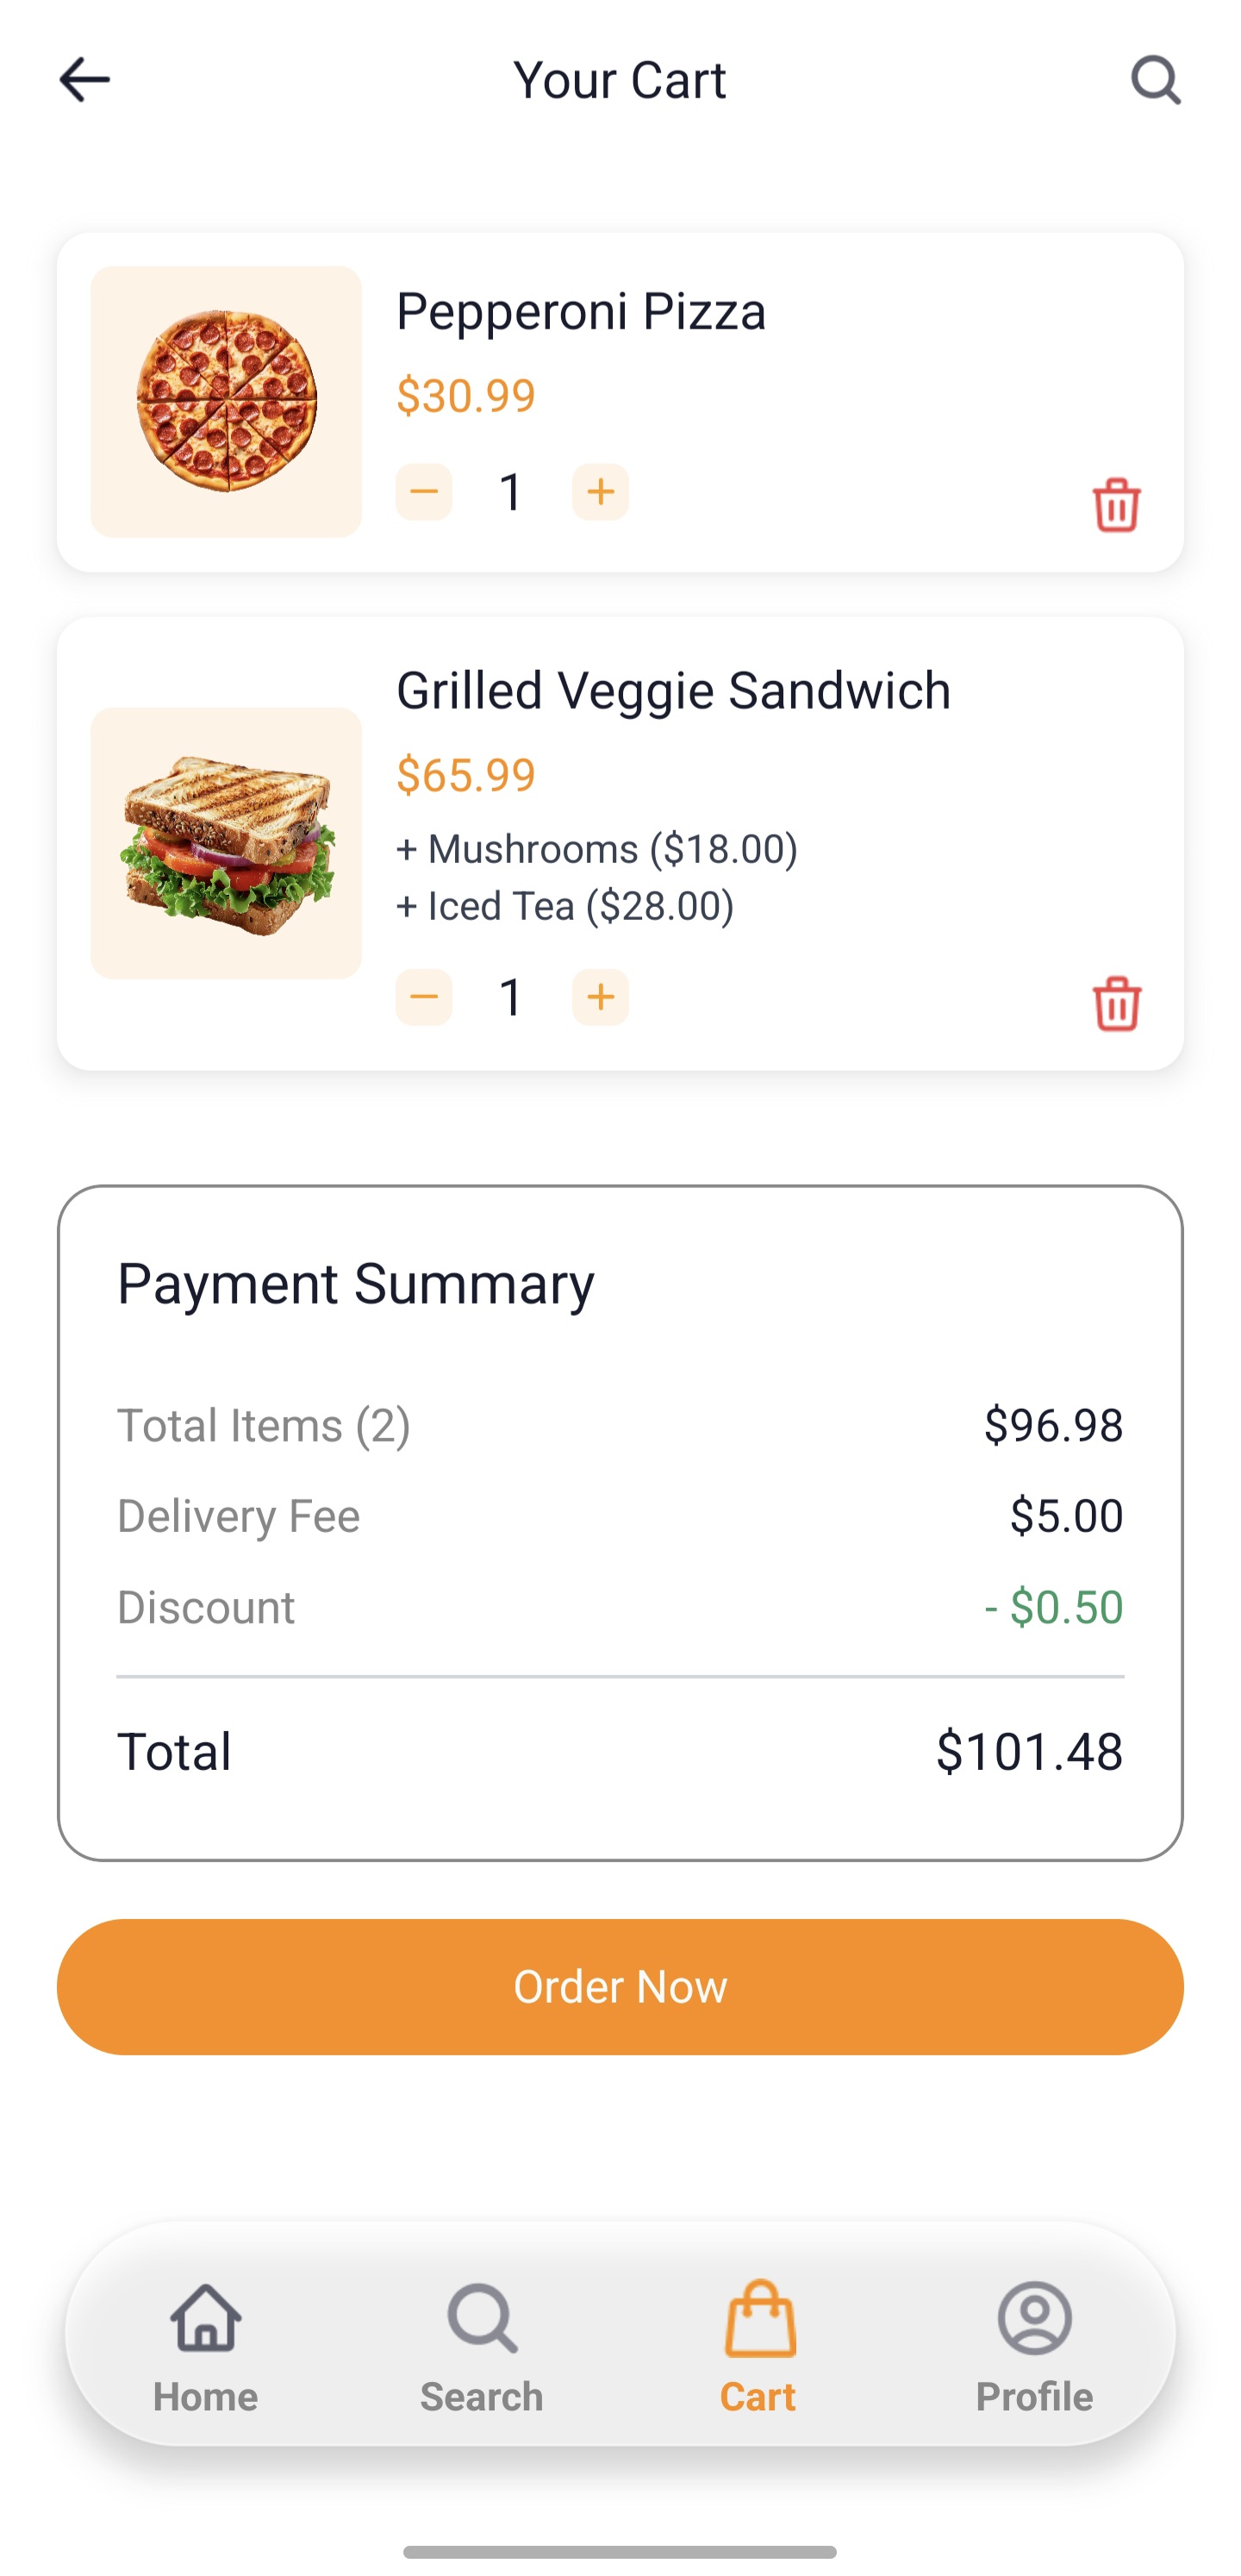 Your Cart
Pepperoni Pizza
$30.99
1
Grilled Veggie Sandwich
$65.99
+ Mushrooms ($18.00)
+ Iced Tea ($28.00)
1
Payment Summary
Total Items (2) $96.98
Delivery Fee $5.00
Discount - $0.50
Total $101.48
Order Now
Home Search Cart Profile